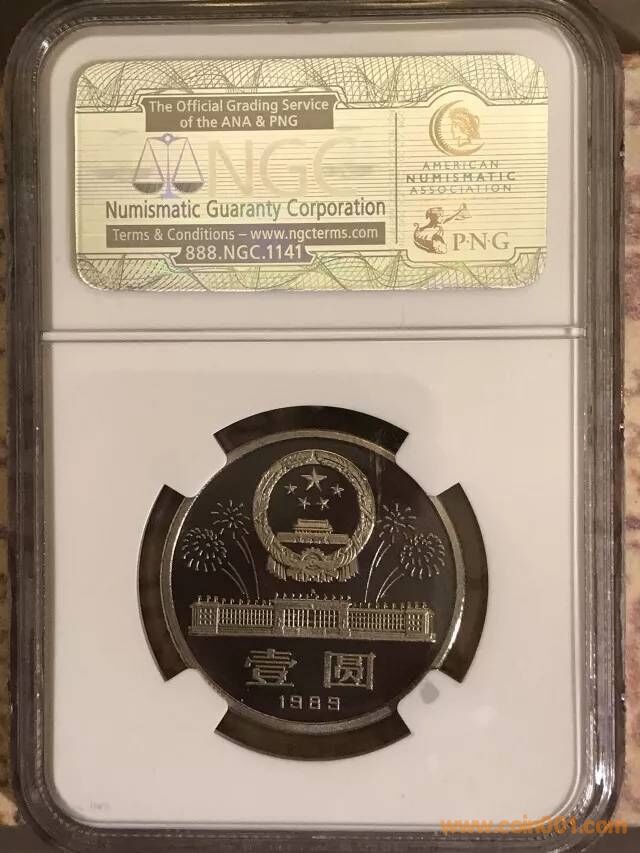 The Official Grading Service
of the ANA & PNG
NGC
Numismatic Guaranty Corporation
Terms & Conditions – www.ngcterms.com
888.NGC.1141
AMERICAN
NUMISMATIC
ASSOCIATION
P·N·G
壹 圆
1989
www.coin001.com